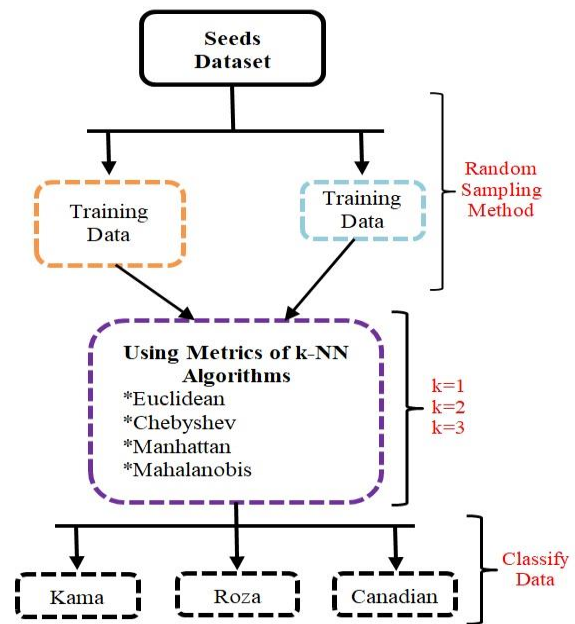 Seeds
Dataset
Training
Data
Training
Data
Random
Sampling
Method
Using Metrics of k-NN
Algorithms
*Euclidean
*Chebyshev
*Manhattan
*Mahalanobis
k=1
k=2
k=3
Kama
Roza
Canadian
Classify
Data